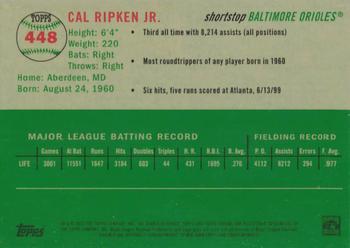 TOPPS
448
CAL RIPKEN JR.
shortstop BALTIMORE ORIOLES®
Height: 6'4"
Weight: 220
Bats: Right
Throws: Right
Home: Aberdeen, MD
Born: August 24, 1960
• Third all time with 8,214 assists (all positions)
• Most roundtrippers of any player born in 1960
• Six hits, five runs scored at Atlanta, 6/13/99
MAJOR LEAGUE BATTING RECORD
FIELDING RECORD
Games At Bat Runs Hits Doubles Triples H. R. R.B.I. B. Avg. P. O. Assists Errors F. Avg.
LIFE 3001 11551 1647 3184 603 44 431 1695 .276 4112 8212 294 .977
Topps